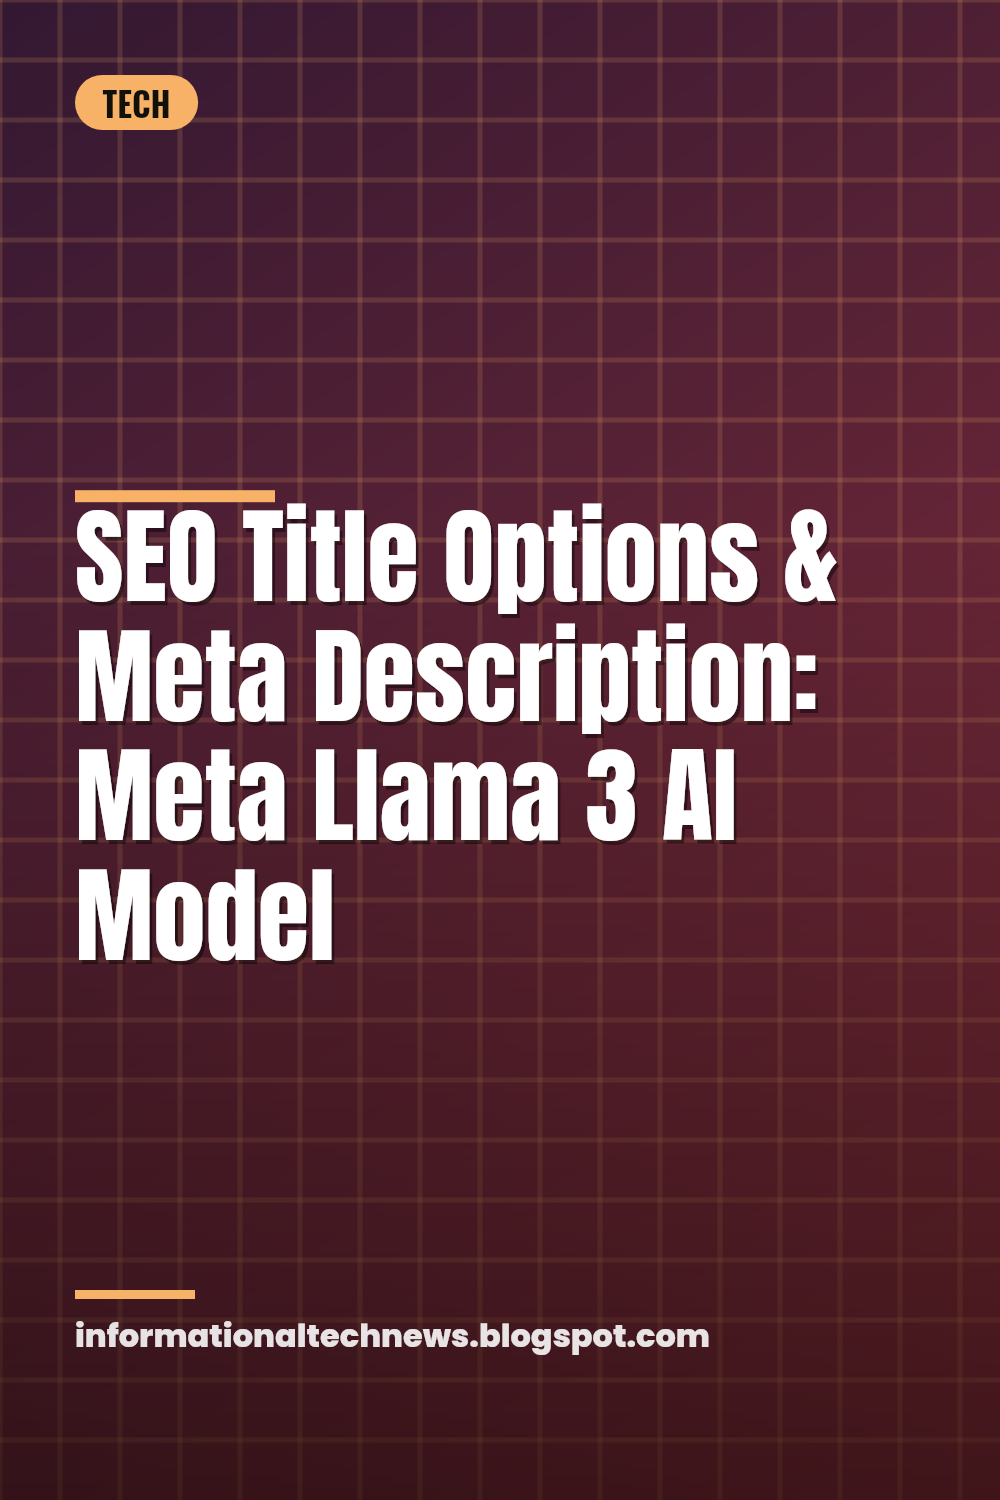 TECH
SEO Title Options &
Meta Description:
Meta Llama 3 AI
Model
informationaltechnews.blogspot.com